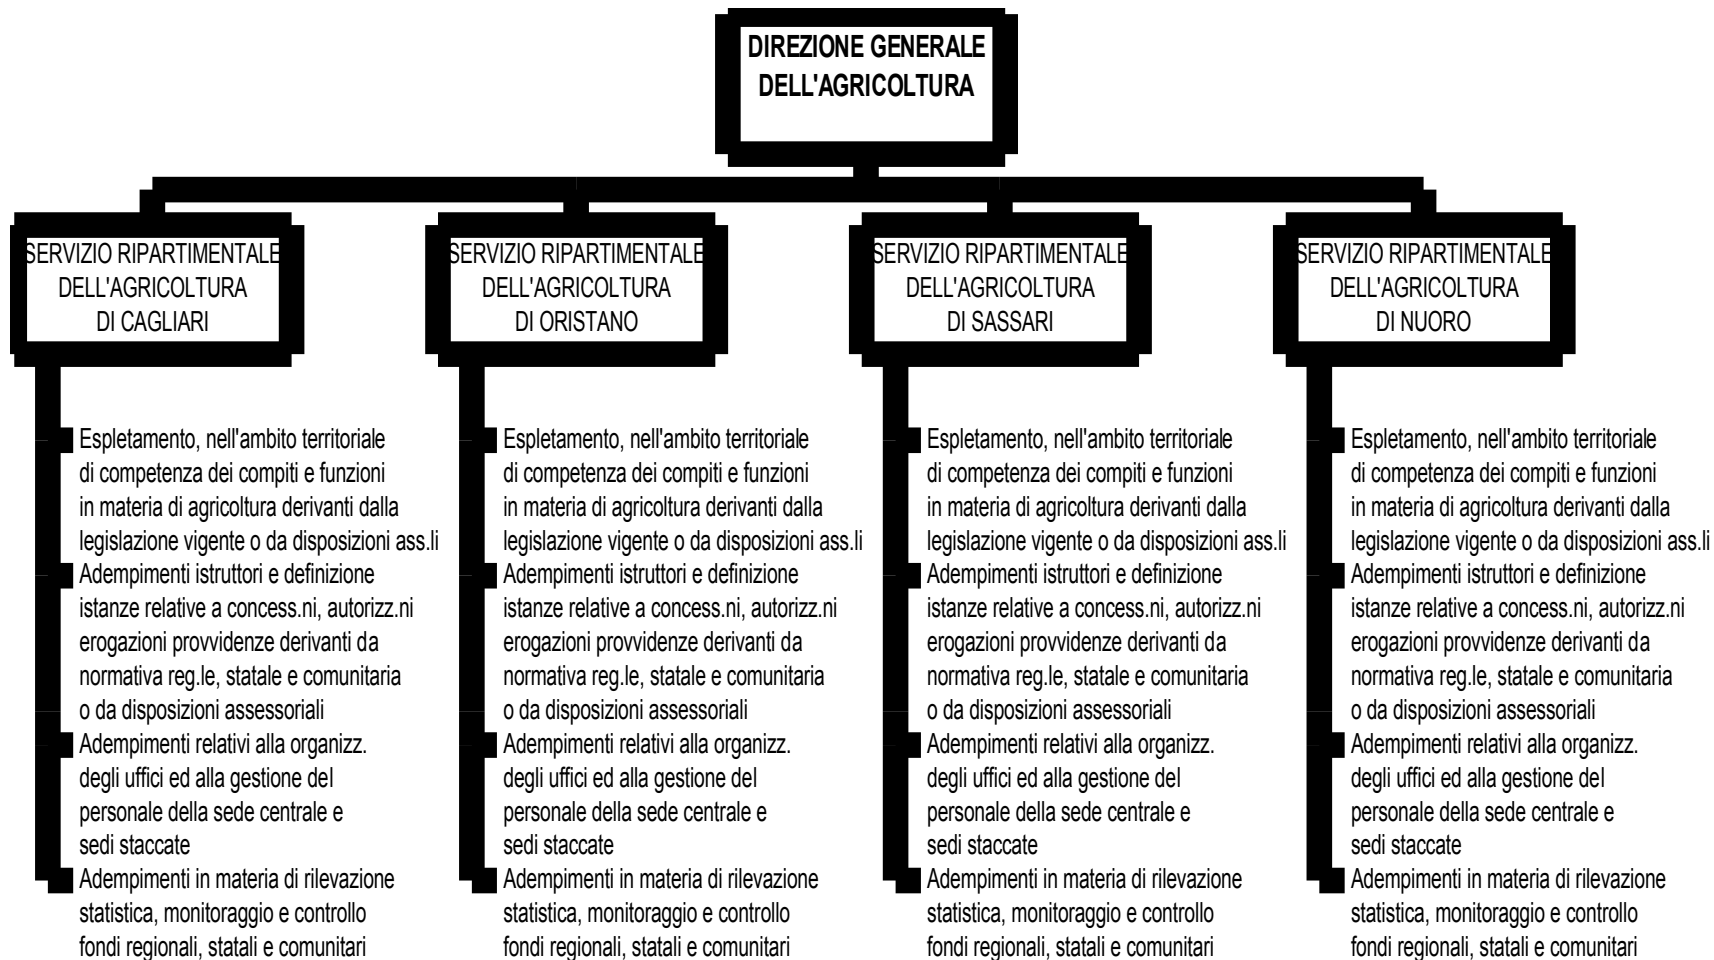 DIREZIONE GENERALE
DELL'AGRICOLTURA
SERVIZIO RIPARTIMENTALE
DELL'AGRICOLTURA
DI CAGLIARI
Espletamento, nell'ambito territoriale
di competenza dei compiti e funzioni
in materia di agricoltura derivanti dalla
legislazione vigente o da disposizioni ass.li
Adempimenti istruttori e definizione
istanze relative a concess.ni, autorizz.ni
erogazioni provvidenze derivanti da
normativa reg.le, statale e comunitaria
o da disposizioni assessoriali
Adempimenti relativi alla organizz.
degli uffici ed alla gestione del
personale della sede centrale e
sedi staccate
Adempimenti in materia di rilevazione
statistica, monitoraggio e controllo
fondi regionali, statali e comunitari
SERVIZIO RIPARTIMENTALE
DELL'AGRICOLTURA
DI ORISTANO
Espletamento, nell'ambito territoriale
di competenza dei compiti e funzioni
in materia di agricoltura derivanti dalla
legislazione vigente o da disposizioni ass.li
Adempimenti istruttori e definizione
istanze relative a concess.ni, autorizz.ni
erogazioni provvidenze derivanti da
normativa reg.le, statale e comunitaria
o da disposizioni assessoriali
Adempimenti relativi alla organizz.
degli uffici ed alla gestione del
personale della sede centrale e
sedi staccate
Adempimenti in materia di rilevazione
statistica, monitoraggio e controllo
fondi regionali, statali e comunitari
SERVIZIO RIPARTIMENTALE
DELL'AGRICOLTURA
DI SASSARI
Espletamento, nell'ambito territoriale
di competenza dei compiti e funzioni
in materia di agricoltura derivanti dalla
legislazione vigente o da disposizioni ass.li
Adempimenti istruttori e definizione
istanze relative a concess.ni, autorizz.ni
erogazioni provvidenze derivanti da
normativa reg.le, statale e comunitaria
o da disposizioni assessoriali
Adempimenti relativi alla organizz.
degli uffici ed alla gestione del
personale della sede centrale e
sedi staccate
Adempimenti in materia di rilevazione
statistica, monitoraggio e controllo
fondi regionali, statali e comunitari
SERVIZIO RIPARTIMENTALE
DELL'AGRICOLTURA
DI NUORO
Espletamento, nell'ambito territoriale
di competenza dei compiti e funzioni
in materia di agricoltura derivanti dalla
legislazione vigente o da disposizioni ass.li
Adempimenti istruttori e definizione
istanze relative a concess.ni, autorizz.ni
erogazioni provvidenze derivanti da
normativa reg.le, statale e comunitaria
o da disposizioni assessoriali
Adempimenti relativi alla organizz.
degli uffici ed alla gestione del
personale della sede centrale e
sedi staccate
Adempimenti in materia di rilevazione
statistica, monitoraggio e controllo
fondi regionali, statali e comunitari